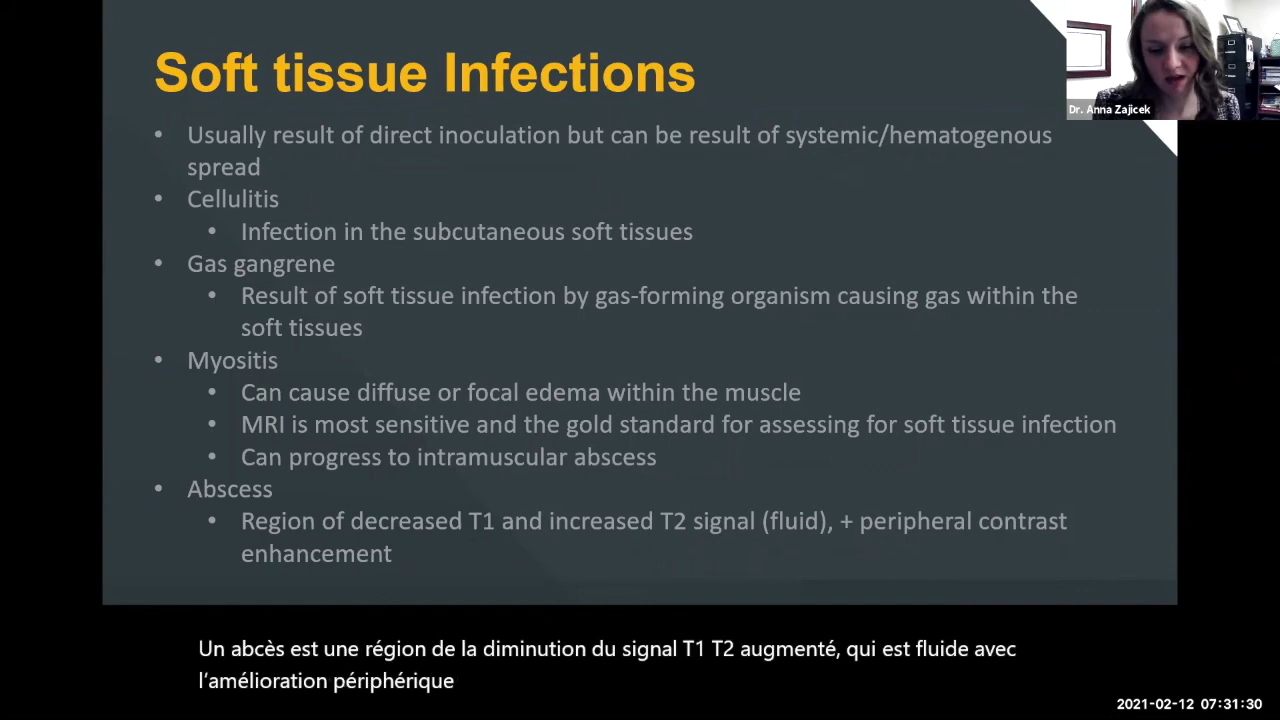 Soft tissue Infections
• Usually result of direct inoculation but can be result of systemic/hematogenous
spread
• Cellulitis
• Infection in the subcutaneous soft tissues
• Gas gangrene
• Result of soft tissue infection by gas-forming organism causing gas within the
soft tissues
• Myositis
• Can cause diffuse or focal edema within the muscle
• MRI is most sensitive and the gold standard for assessing for soft tissue infection
• Can progress to intramuscular abscess
• Abscess
• Region of decreased T1 and increased T2 signal (fluid), + peripheral contrast
enhancement
Dr. Anna Zajicek
Un abcès est une région de la diminution du signal T1 T2 augmenté, qui est fluide avec
l’amélioration périphérique
2021-02-12 07:31:30